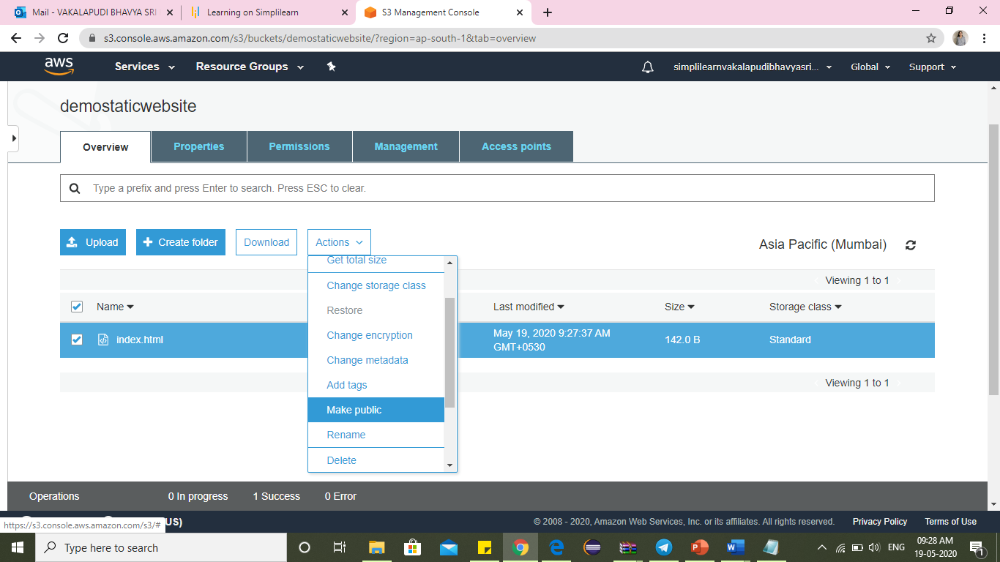 Mail - VAKALAPUDI BHAVYA SRI
Learning on Simplilearn
S3 Management Console
s3.console.aws.amazon.com/s3/buckets/demostaticwebsite/?region=ap-south-1&tab=overview
aws
Services
Resource Groups
simplilearnvakalapudibhavyasri...
Global
Support
demostaticwebsite
Overview
Properties
Permissions
Management
Access points
Type a prefix and press Enter to search. Press ESC to clear.
Upload
Create folder
Download
Actions
Asia Pacific (Mumbai)
Get total size
Change storage class
Restore
Change encryption
Change metadata
Add tags
Make public
Rename
Delete
Viewing 1 to 1
Name
Last modified
Size
Storage class
index.html
May 19, 2020 9:27:37 AM
GMT+0530
142.0 B
Standard
Viewing 1 to 1
Operations
0 In progress
1 Success
0 Error
https://s3.console.aws.amazon.com/s3/#
US)
© 2008 - 2020, Amazon Web Services, Inc. or its affiliates. All rights reserved.
Privacy Policy
Terms of Use
Type here to search
ENG
09:28 AM
19-05-2020
1